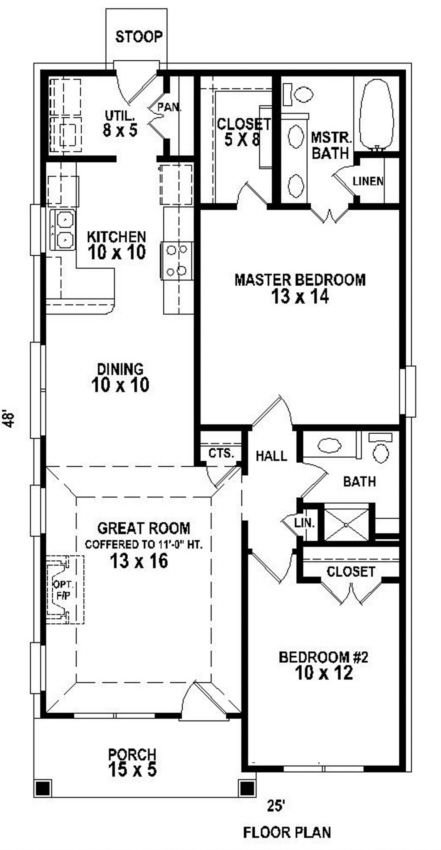 STOOP
UTIL.
8 x 5
PAN.
CLOSET
5 X 8
MSTR.
BATH
LINEN
KITCHEN
10 x 10
MASTER BEDROOM
13 x 14
DINING
10 x 10
48'
CTS.
HALL
BATH
LIN.
GREAT ROOM
COFFERED TO 11'-0" HT.
13 x 16
OPT.
F/P
CLOSET
BEDROOM #2
10 x 12
PORCH
15 x 5
25'
FLOOR PLAN